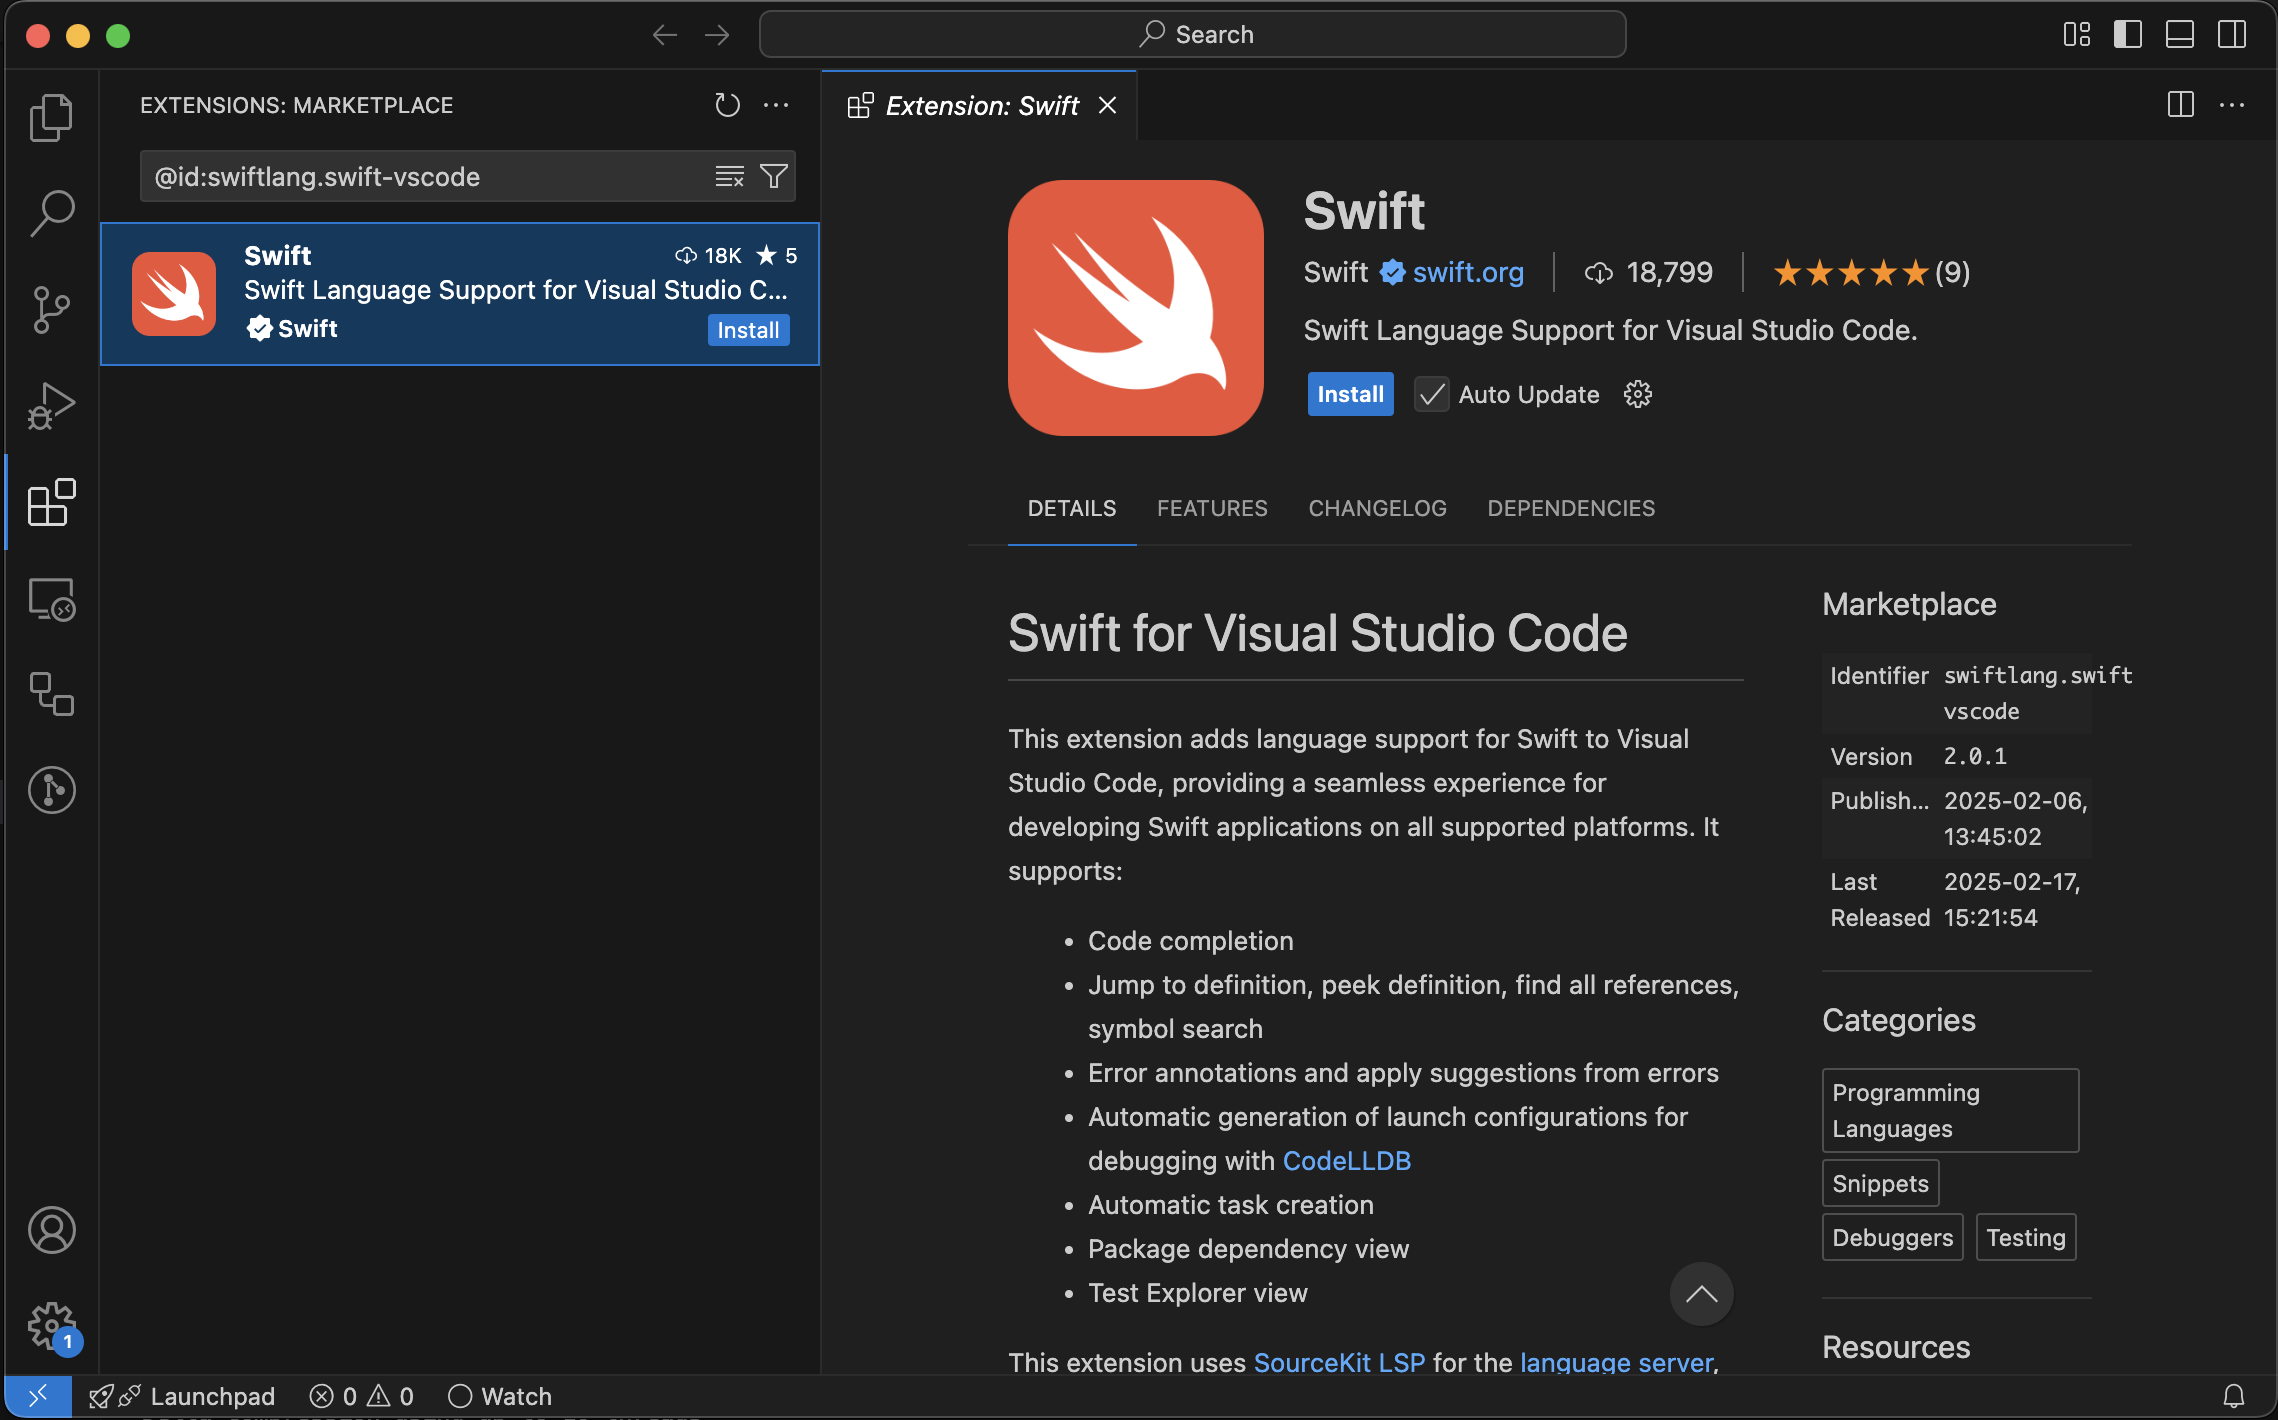 Search
EXTENSIONS: MARKETPLACE
@id:swiftlang.swift-vscode
Swift
18K ★ 5
Swift Language Support for Visual Studio C...
Swift
Install
Extension: Swift
Swift
Swift swift.org 18,799 ★★★★★ (9)
Swift Language Support for Visual Studio Code.
Install
Auto Update
DETAILS
FEATURES
CHANGELOG
DEPENDENCIES
Swift for Visual Studio Code
This extension adds language support for Swift to Visual
Studio Code, providing a seamless experience for
developing Swift applications on all supported platforms. It
supports:
• Code completion
• Jump to definition, peek definition, find all references,
symbol search
• Error annotations and apply suggestions from errors
• Automatic generation of launch configurations for
debugging with CodeLLDB
• Automatic task creation
• Package dependency view
• Test Explorer view
This extension uses SourceKit LSP for the language server,
Marketplace
Identifier swiftlang.swift
vscode
Version 2.0.1
Publish... 2025-02-06,
13:45:02
Last 2025-02-17,
Released 15:21:54
Categories
Programming
Languages
Snippets
Debuggers
Testing
Resources
1
Launchpad
0
0
Watch